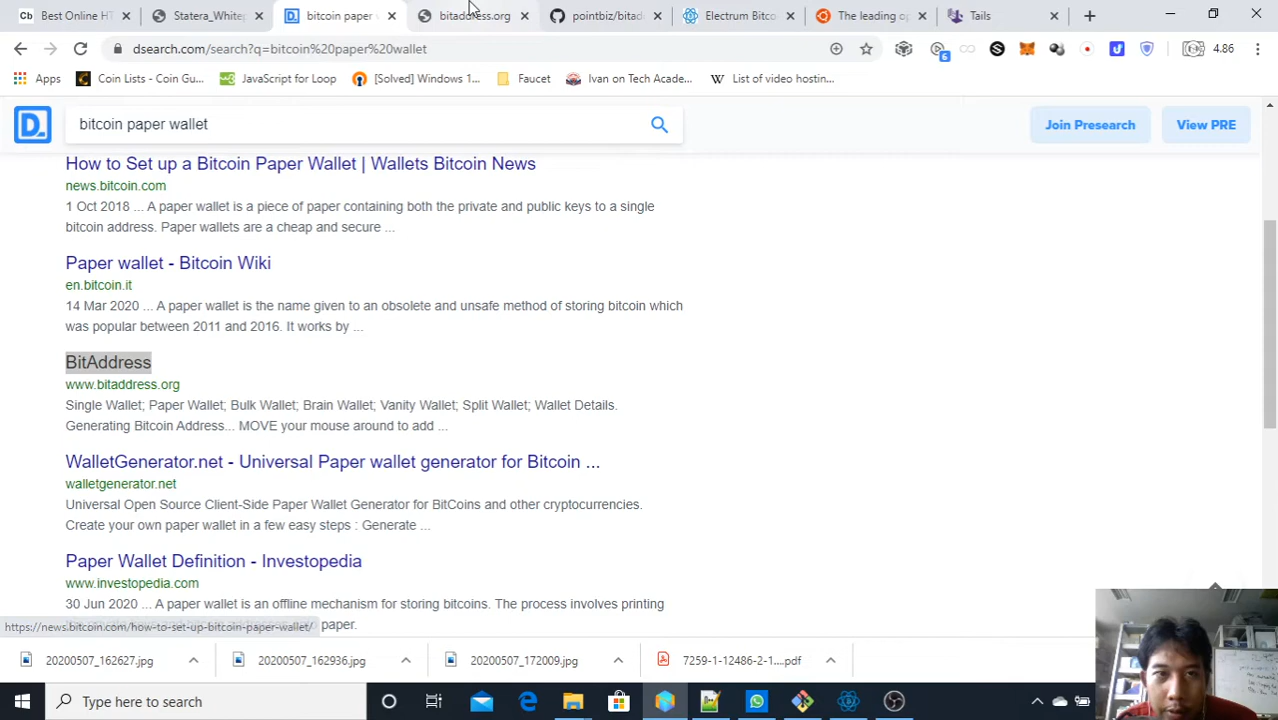 Best Online HT
Statera_Whitep
bitcoin paper w
bitaddress.org
pointbiz/bitad
Electrum Bitco
The leading op
Tails
dsearch.com/search?q=bitcoin%20paper%20wallet
6
4.86
Apps
Coin Lists - Coin Gu...
JavaScript for Loop
[Solved] Windows 1...
Faucet
Ivan on Tech Acade...
List of video hostin...
bitcoin paper wallet
Join Presearch
View PRE
How to Set up a Bitcoin Paper Wallet | Wallets Bitcoin News
news.bitcoin.com
1 Oct 2018 ... A paper wallet is a piece of paper containing both the private and public keys to a single
bitcoin address. Paper wallets are a cheap and secure ...
Paper wallet - Bitcoin Wiki
en.bitcoin.it
14 Mar 2020 ... A paper wallet is the name given to an obsolete and unsafe method of storing bitcoin which
was popular between 2011 and 2016. It works by ...
BitAddress
www.bitaddress.org
Single Wallet; Paper Wallet; Bulk Wallet; Brain Wallet; Vanity Wallet; Split Wallet; Wallet Details.
Generating Bitcoin Address... MOVE your mouse around to add ...
WalletGenerator.net - Universal Paper wallet generator for Bitcoin ...
walletgenerator.net
Universal Open Source Client-Side Paper Wallet Generator for BitCoins and other cryptocurrencies.
Create your own paper wallet in a few easy steps : Generate ...
Paper Wallet Definition - Investopedia
www.investopedia.com
30 Jun 2020 ... A paper wallet is an offline mechanism for storing bitcoins. The process involves printing
https://news.bitcoin.com/how-to-set-up-bitcoin-paper-wallet/
paper.
20200507_162627.jpg
20200507_162936.jpg
20200507_172009.jpg
7259-1-12486-2-1....pdf
Type here to search